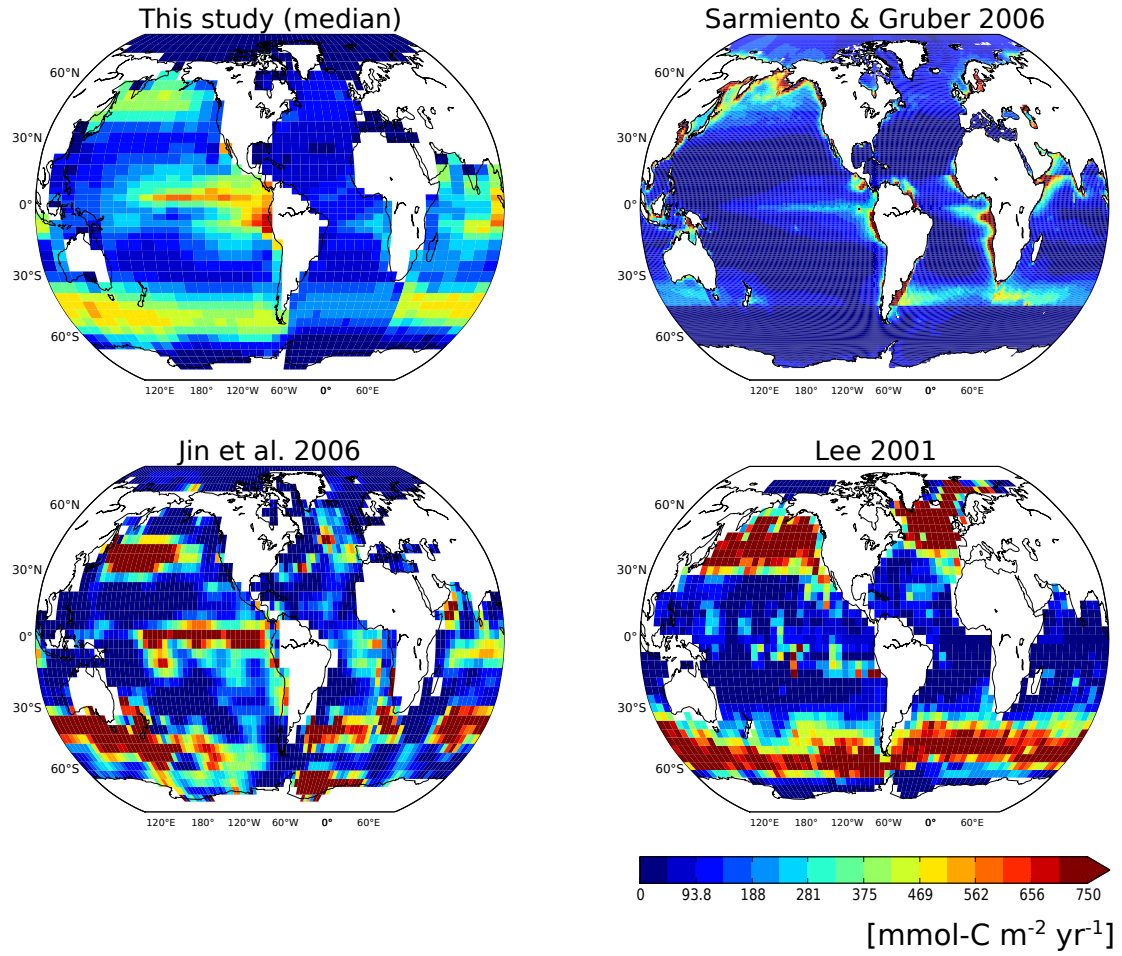 This study (median)
60°N
30°N
0°
30°S
60°S
120°E 180° 120°W 60°W 0° 60°E
Sarmiento & Gruber 2006
60°N
30°N
0°
30°S
60°S
120°E 180° 120°W 60°W 0° 60°E
Jin et al. 2006
60°N
30°N
0°
30°S
60°S
120°E 180° 120°W 60°W 0° 60°E
Lee 2001
60°N
30°N
0°
30°S
60°S
120°E 180° 120°W 60°W 0° 60°E
0 93.8 188 281 375 469 562 656 750
[mmol-C m⁻² yr⁻¹]